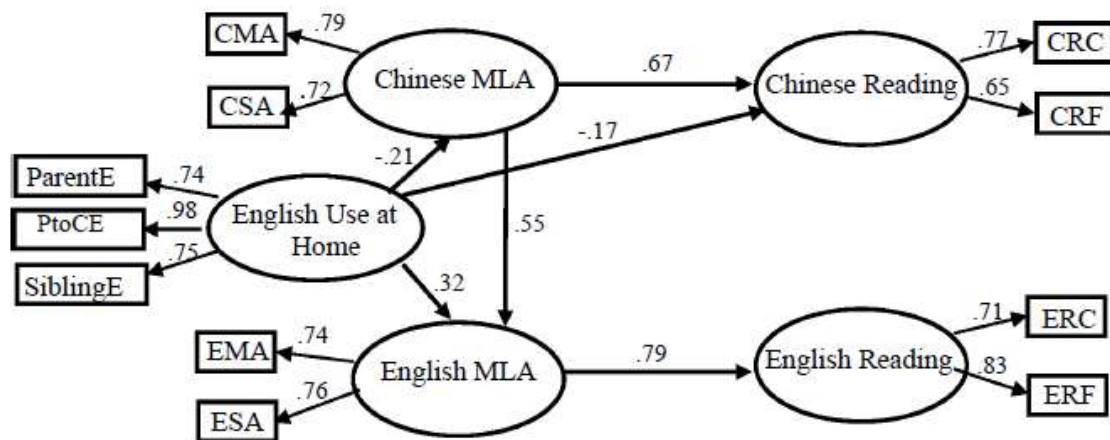 CMA
.79
Chinese MLA
CSA
.72
.67
Chinese Reading
.77
CRC
.65
CRF
-.17
-.21
ParentE
.74
PtoCE
.98
SiblingE
.75
English Use at
Home
.55
.32
EMA
.74
English MLA
ESA
.76
.79
English Reading
.71
ERC
.83
ERF